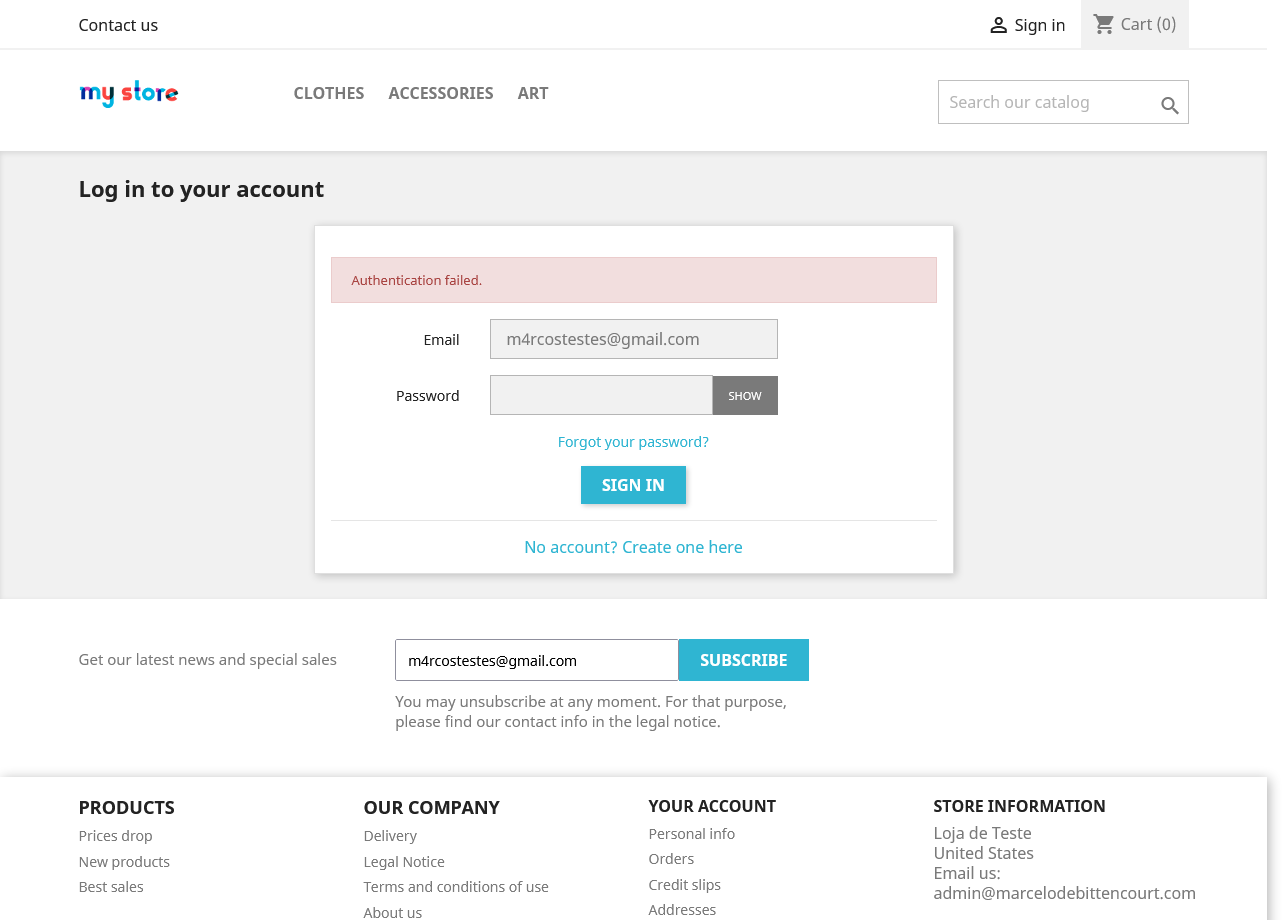 Contact us
Sign in
Cart (0)
my store
CLOTHES
ACCESSORIES
ART
Search our catalog
Log in to your account
Authentication failed.
Email
m4rcostestes@gmail.com
Password
SHOW
Forgot your password?
SIGN IN
No account? Create one here
Get our latest news and special sales
m4rcostestes@gmail.com
SUBSCRIBE
You may unsubscribe at any moment. For that purpose,
please find our contact info in the legal notice.
PRODUCTS
Prices drop
New products
Best sales
OUR COMPANY
Delivery
Legal Notice
Terms and conditions of use
About us
YOUR ACCOUNT
Personal info
Orders
Credit slips
Addresses
STORE INFORMATION
Loja de Teste
United States
Email us:
admin@marcelodebittencourt.com